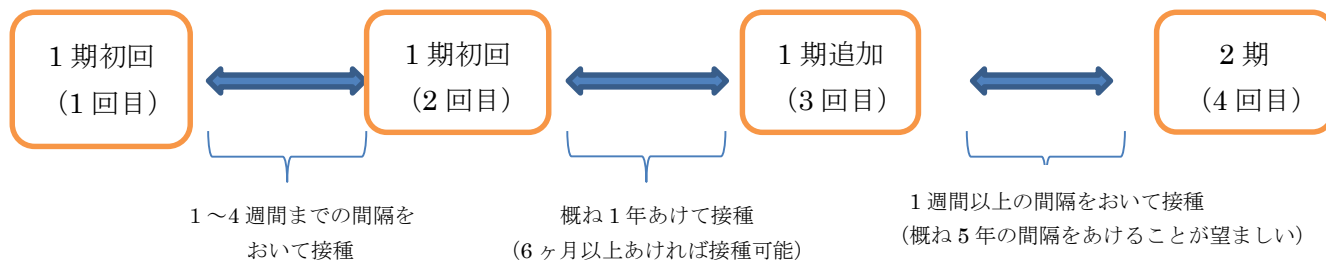 1期初回
（1回目）
1期初回
（2回目）
1期追加
（3回目）
2期
（4回目）
1～4週間までの間隔を
おいて接種
概ね1年あけて接種
（6ヶ月以上あければ接種可能）
1週間以上の間隔をおいて接種
（概ね5年の間隔をあけることが望ましい）